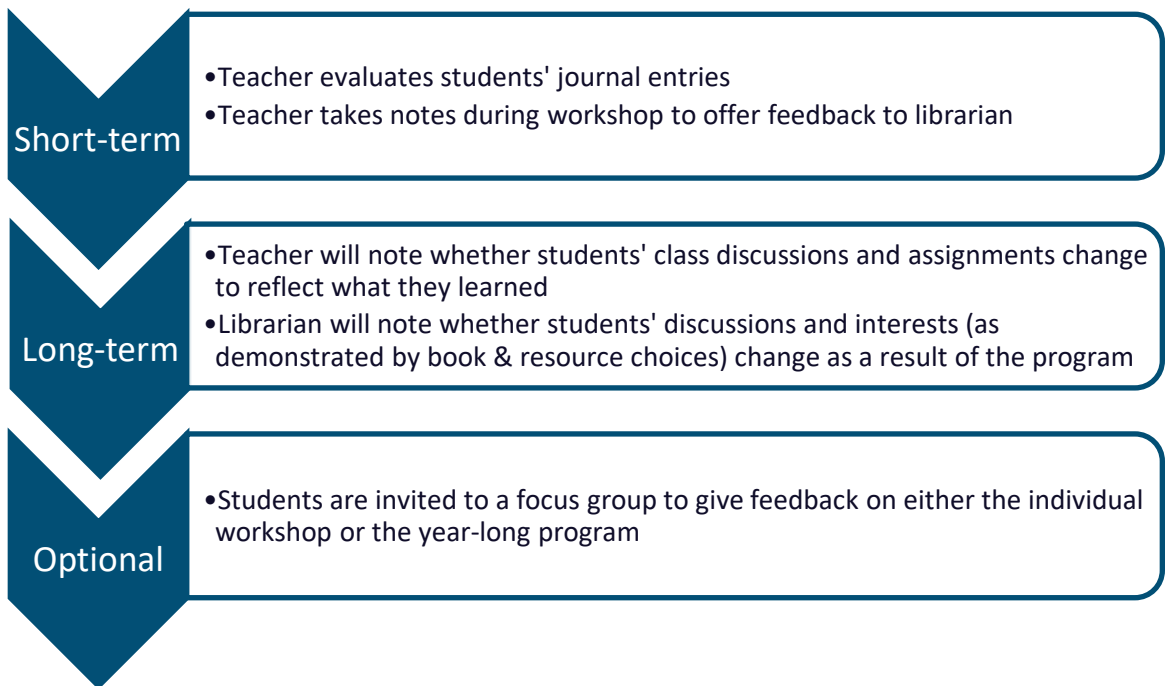 Short-term
•Teacher evaluates students' journal entries
•Teacher takes notes during workshop to offer feedback to librarian
Long-term
•Teacher will note whether students' class discussions and assignments change
to reflect what they learned
•Librarian will note whether students' discussions and interests (as
demonstrated by book & resource choices) change as a result of the program
Optional
•Students are invited to a focus group to give feedback on either the individual
workshop or the year-long program